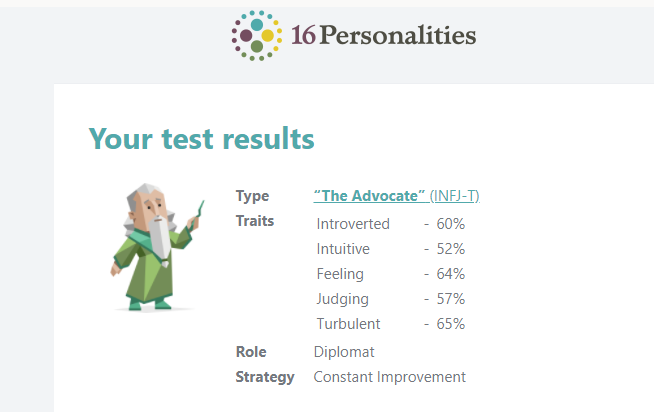 16Personalities
Your test results
Type “The Advocate” (INFJ-T)
Traits Introverted - 60%
Intuitive - 52%
Feeling - 64%
Judging - 57%
Turbulent - 65%
Role Diplomat
Strategy Constant Improvement